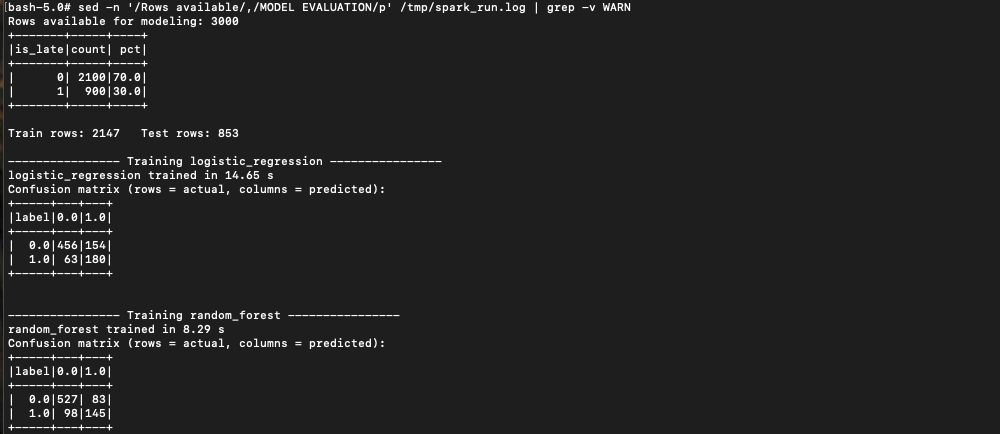 bash-5.0# sed -n '/Rows available/,/MODEL EVALUATION/p' /tmp/spark_run.log | grep -v WARN
Rows available for modeling: 3000
+-------+-----+----+
|is_late|count| pct|
+-------+-----+----+
|      0| 2100|70.0|
|      1|  900|30.0|
+-------+-----+----+
Train rows: 2147   Test rows: 853
---------------- Training logistic_regression ----------------
logistic_regression trained in 14.65 s
Confusion matrix (rows = actual, columns = predicted):
+-----+---+---+
|label|0.0|1.0|
+-----+---+---+
|  0.0|456|154|
|  1.0| 63|180|
+-----+---+---+
---------------- Training random_forest ----------------
random_forest trained in 8.29 s
Confusion matrix (rows = actual, columns = predicted):
+-----+---+---+
|label|0.0|1.0|
+-----+---+---+
|  0.0|527| 83|
|  1.0| 98|145|
+-----+---+---+